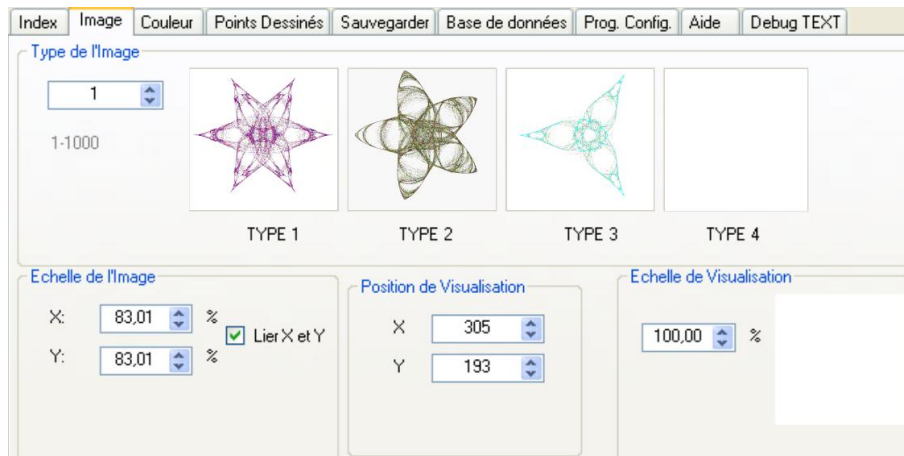 Index Image Couleur Points Dessinés Sauvegarder Base de données Prog. Config. Aide Debug TEXT
Type de l'Image
1
1-1000
TYPE 1 TYPE 2 TYPE 3 TYPE 4
Echelle de l'Image
X: 83,01 %
Lier X et Y
Y: 83,01 %
Position de Visualisation
X 305
Y 193
Echelle de Visualisation
100,00 %